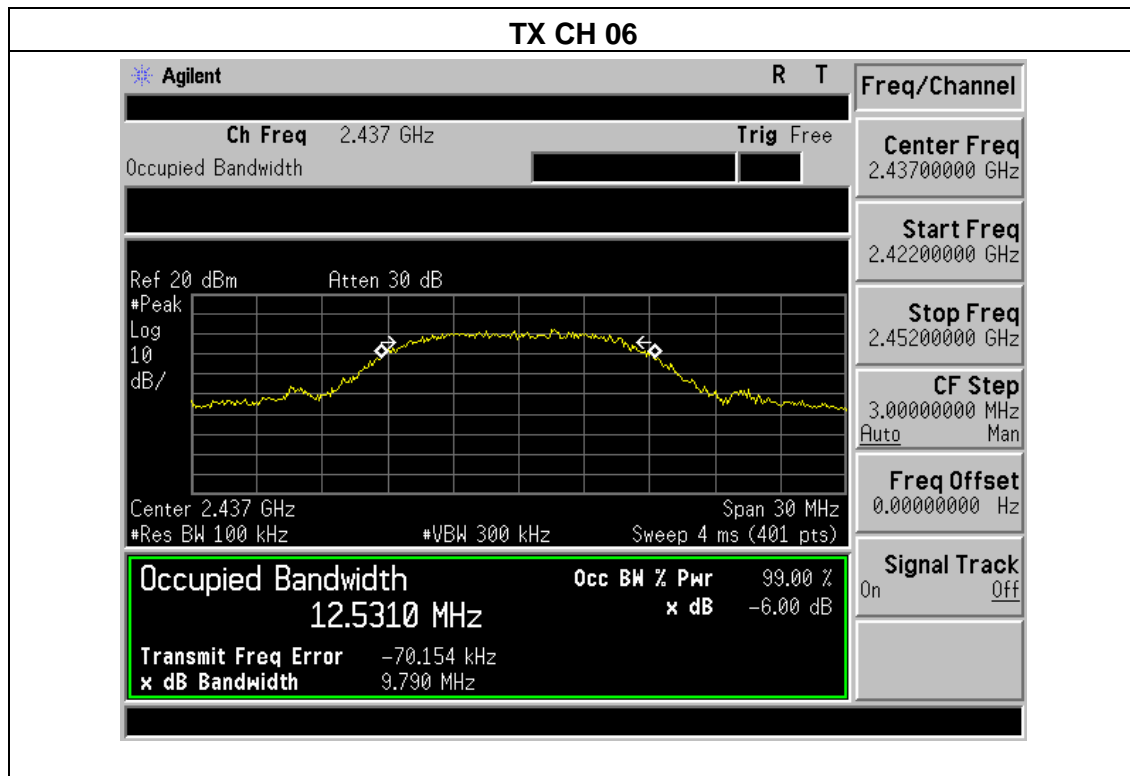 TX CH 06
Agilent R T
Ch Freq 2.437 GHz Trig Free
Occupied Bandwidth
Ref 20 dBm Atten 30 dB
#Peak
Log
10
dB/
Center 2.437 GHz Span 30 MHz
#Res BW 100 kHz #VBW 300 kHz Sweep 4 ms (401 pts)
Occupied Bandwidth Occ BW % Pwr 99.00 %
12.5310 MHz x dB -6.00 dB
Transmit Freq Error -70.154 kHz
x dB Bandwidth 9.790 MHz
Freq/Channel
Center Freq
2.43700000 GHz
Start Freq
2.42200000 GHz
Stop Freq
2.45200000 GHz
CF Step
3.00000000 MHz
Auto Man
Freq Offset
0.00000000 Hz
Signal Track
On Off